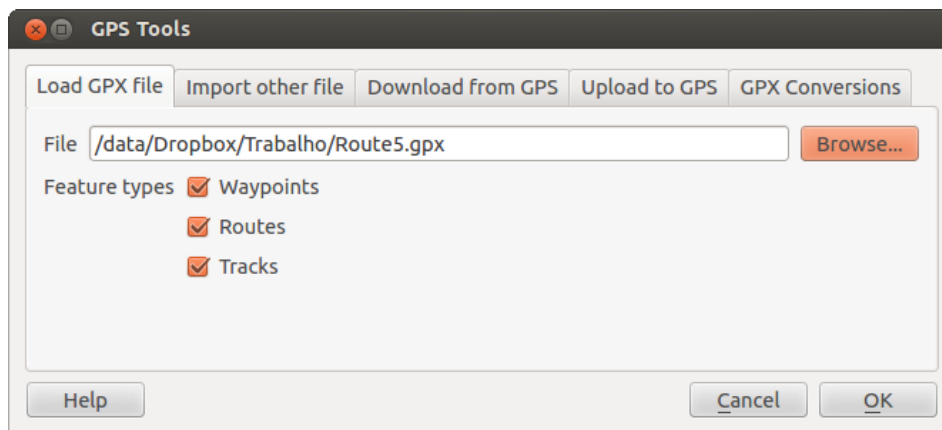 GPS Tools
Load GPX file Import other file Download from GPS Upload to GPS GPX Conversions
File /data/Dropbox/Trabalho/Route5.gpx Browse...
Feature types Waypoints
Routes
Tracks
Help Cancel OK